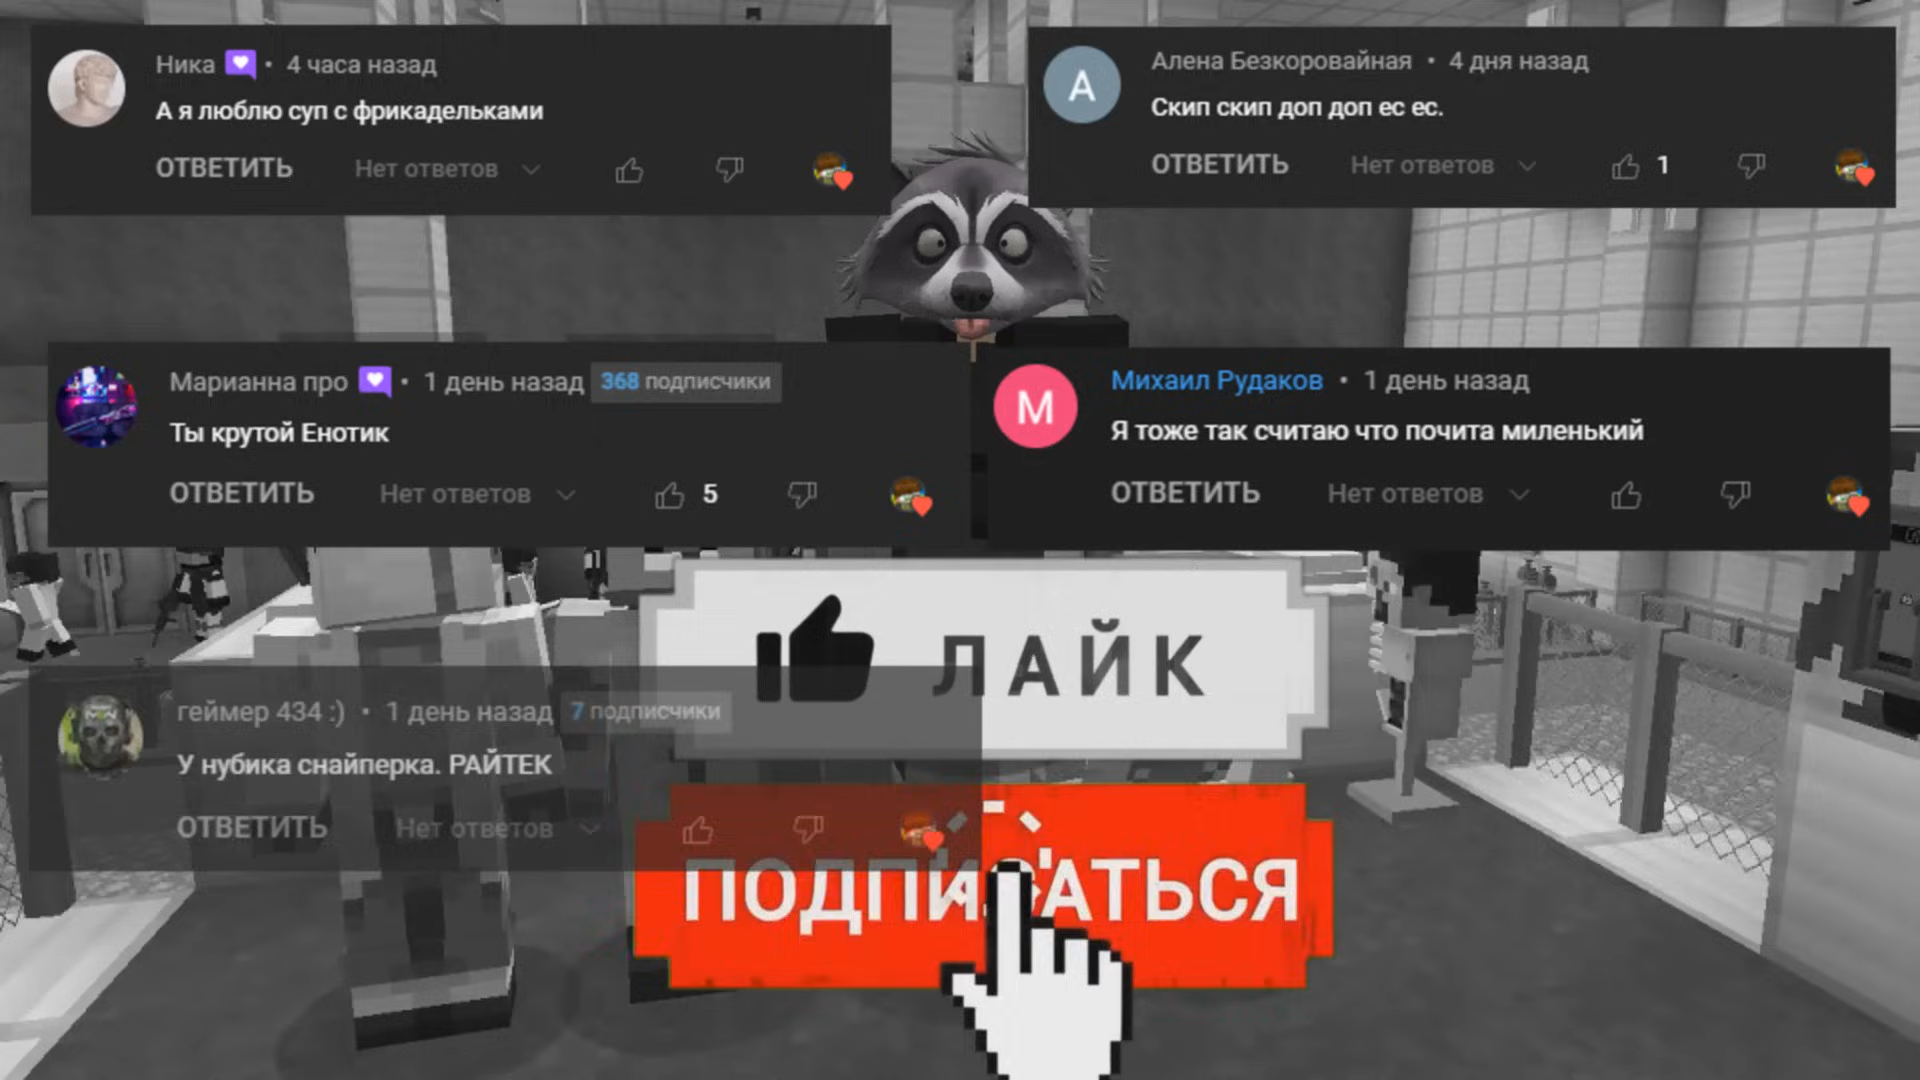 Ника • 4 часа назад
А я люблю суп с фрикадельками
ОТВЕТИТЬ Нет ответов
Алена Безкоровайная • 4 дня назад
Скип скип доп доп ес ес.
ОТВЕТИТЬ Нет ответов 1
А
Марианна про • 1 день назад 368 подписчики
Ты крутой Енотик
ОТВЕТИТЬ Нет ответов 5
М
Михаил Рудаков • 1 день назад
Я тоже так считаю что почита миленький
ОТВЕТИТЬ Нет ответов
ЛАЙК
геймер 434 :) • 1 день назад 7 подписчики
У нубика снайперка. РАЙТЕК
ОТВЕТИТЬ Нет ответов
ПОДПИСАТЬСЯ